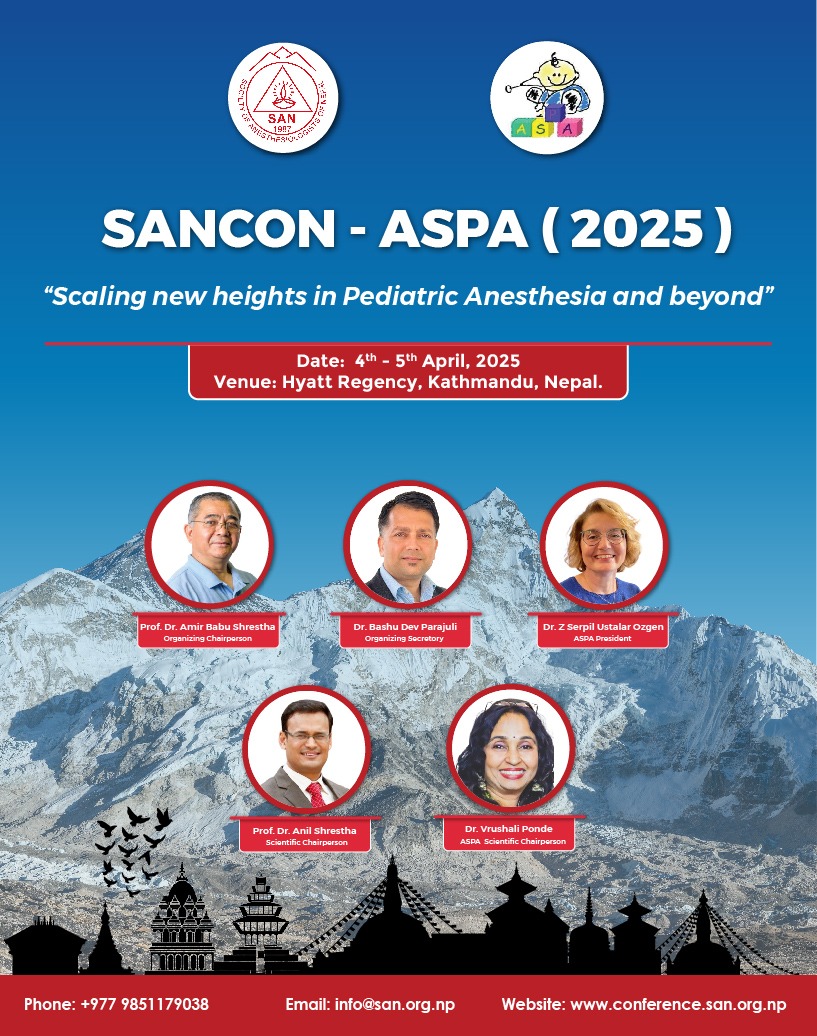 SOCIETY OF ANESTHESIOLOGISTS OF NEPAL
SAN
1987
A S P A
SANCON - ASPA ( 2025 )
“Scaling new heights in Pediatric Anesthesia and beyond”
Date: 4th - 5th April, 2025
Venue: Hyatt Regency, Kathmandu, Nepal.
Prof. Dr. Amir Babu Shrestha
Organizing Chairperson
Dr. Bashu Dev Parajuli
Organizing Secretory
Dr. Z Serpil Ustalar Ozgen
ASPA President
Prof. Dr. Anil Shrestha
Scientific Chairperson
Dr. Vrushali Ponde
ASPA Scientific Chairperson
Phone: +977 9851179038
Email: info@san.org.np
Website: www.conference.san.org.np